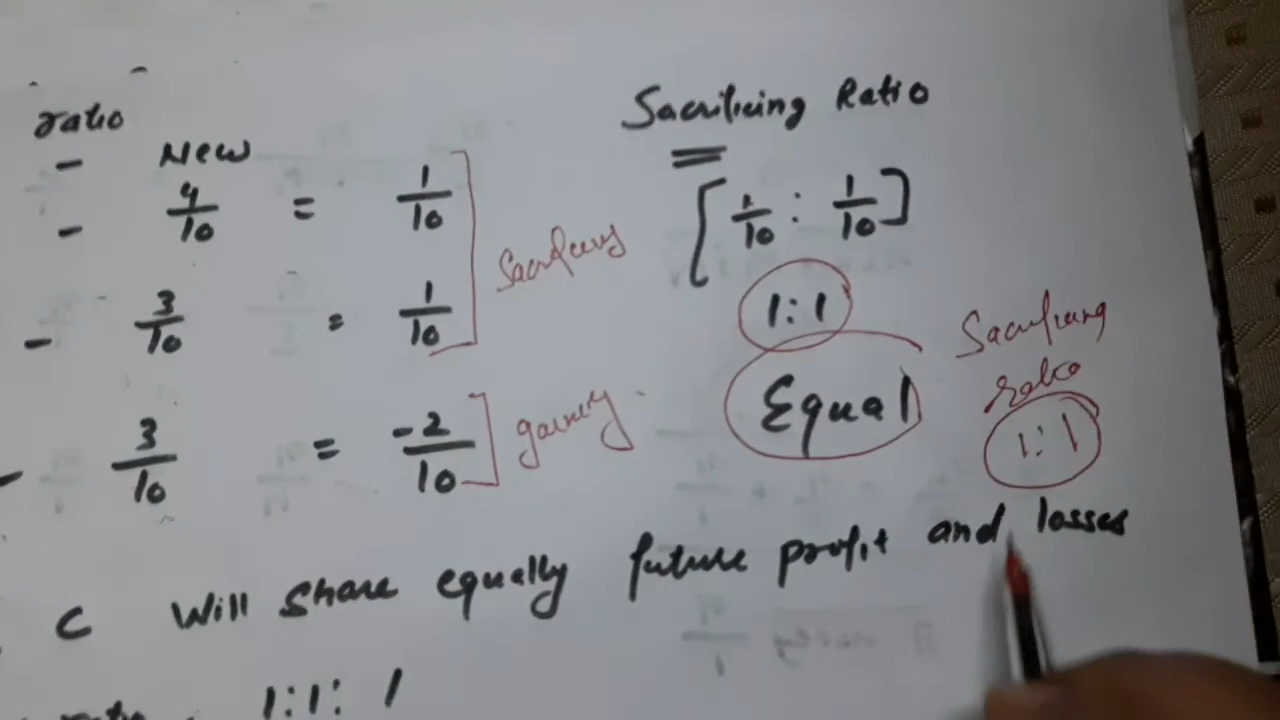 ratio
Sacrificing Ratio
- New
- 4/10 = 1/10
Sacrificing
[1/10 : 1/10]
- 3/10 = 1/10
1:1
Sacrificing
ratio
1:1
Equal
- 3/10 = -2/10
gaining
C Will share equally future profit and losses
ratio 1:1:1